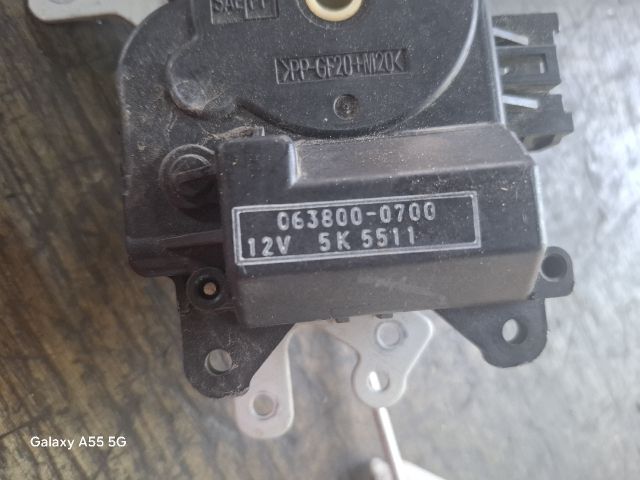 >PP-GF20+M20<
063800-0700
12V 5K 5511
Galaxy A55 5G